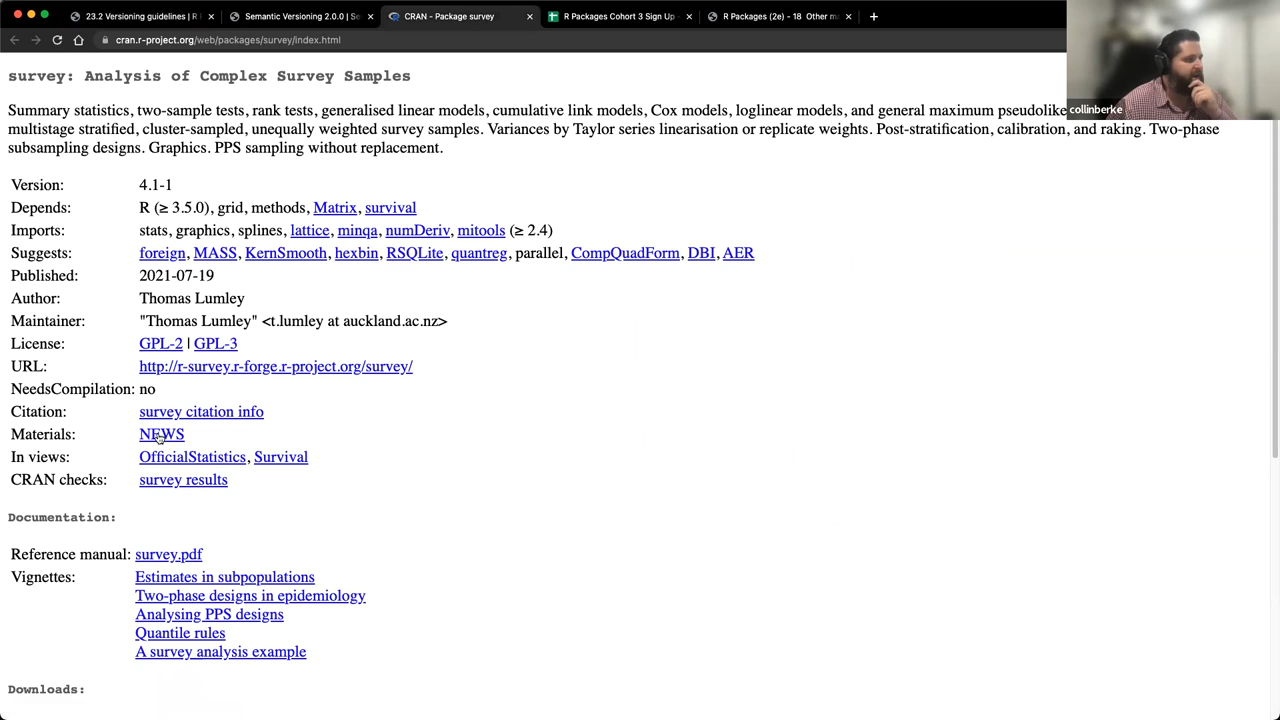 23.2 Versioning guidelines | R
Semantic Versioning 2.0.0 | Se
CRAN - Package survey
R Packages Cohort 3 Sign Up -
R Packages (2e) - 18 Other m
cran.r-project.org/web/packages/survey/index.html
collinberke
survey: Analysis of Complex Survey Samples
Summary statistics, two-sample tests, rank tests, generalised linear models, cumulative link models, Cox models, loglinear models, and general maximum pseudolike
multistage stratified, cluster-sampled, unequally weighted survey samples. Variances by Taylor series linearisation or replicate weights. Post-stratification, calibration, and raking. Two-phase
subsampling designs. Graphics. PPS sampling without replacement.
Version: 4.1-1
Depends: R (≥ 3.5.0), grid, methods, Matrix, survival
Imports: stats, graphics, splines, lattice, minqa, numDeriv, mitools (≥ 2.4)
Suggests: foreign, MASS, KernSmooth, hexbin, RSQLite, quantreg, parallel, CompQuadForm, DBI, AER
Published: 2021-07-19
Author: Thomas Lumley
Maintainer: "Thomas Lumley" <t.lumley at auckland.ac.nz>
License: GPL-2 | GPL-3
URL: http://r-survey.r-forge.r-project.org/survey/
NeedsCompilation: no
Citation: survey citation info
Materials: NEWS
In views: OfficialStatistics, Survival
CRAN checks: survey results
Documentation:
Reference manual: survey.pdf
Vignettes: Estimates in subpopulations
Two-phase designs in epidemiology
Analysing PPS designs
Quantile rules
A survey analysis example
Downloads: